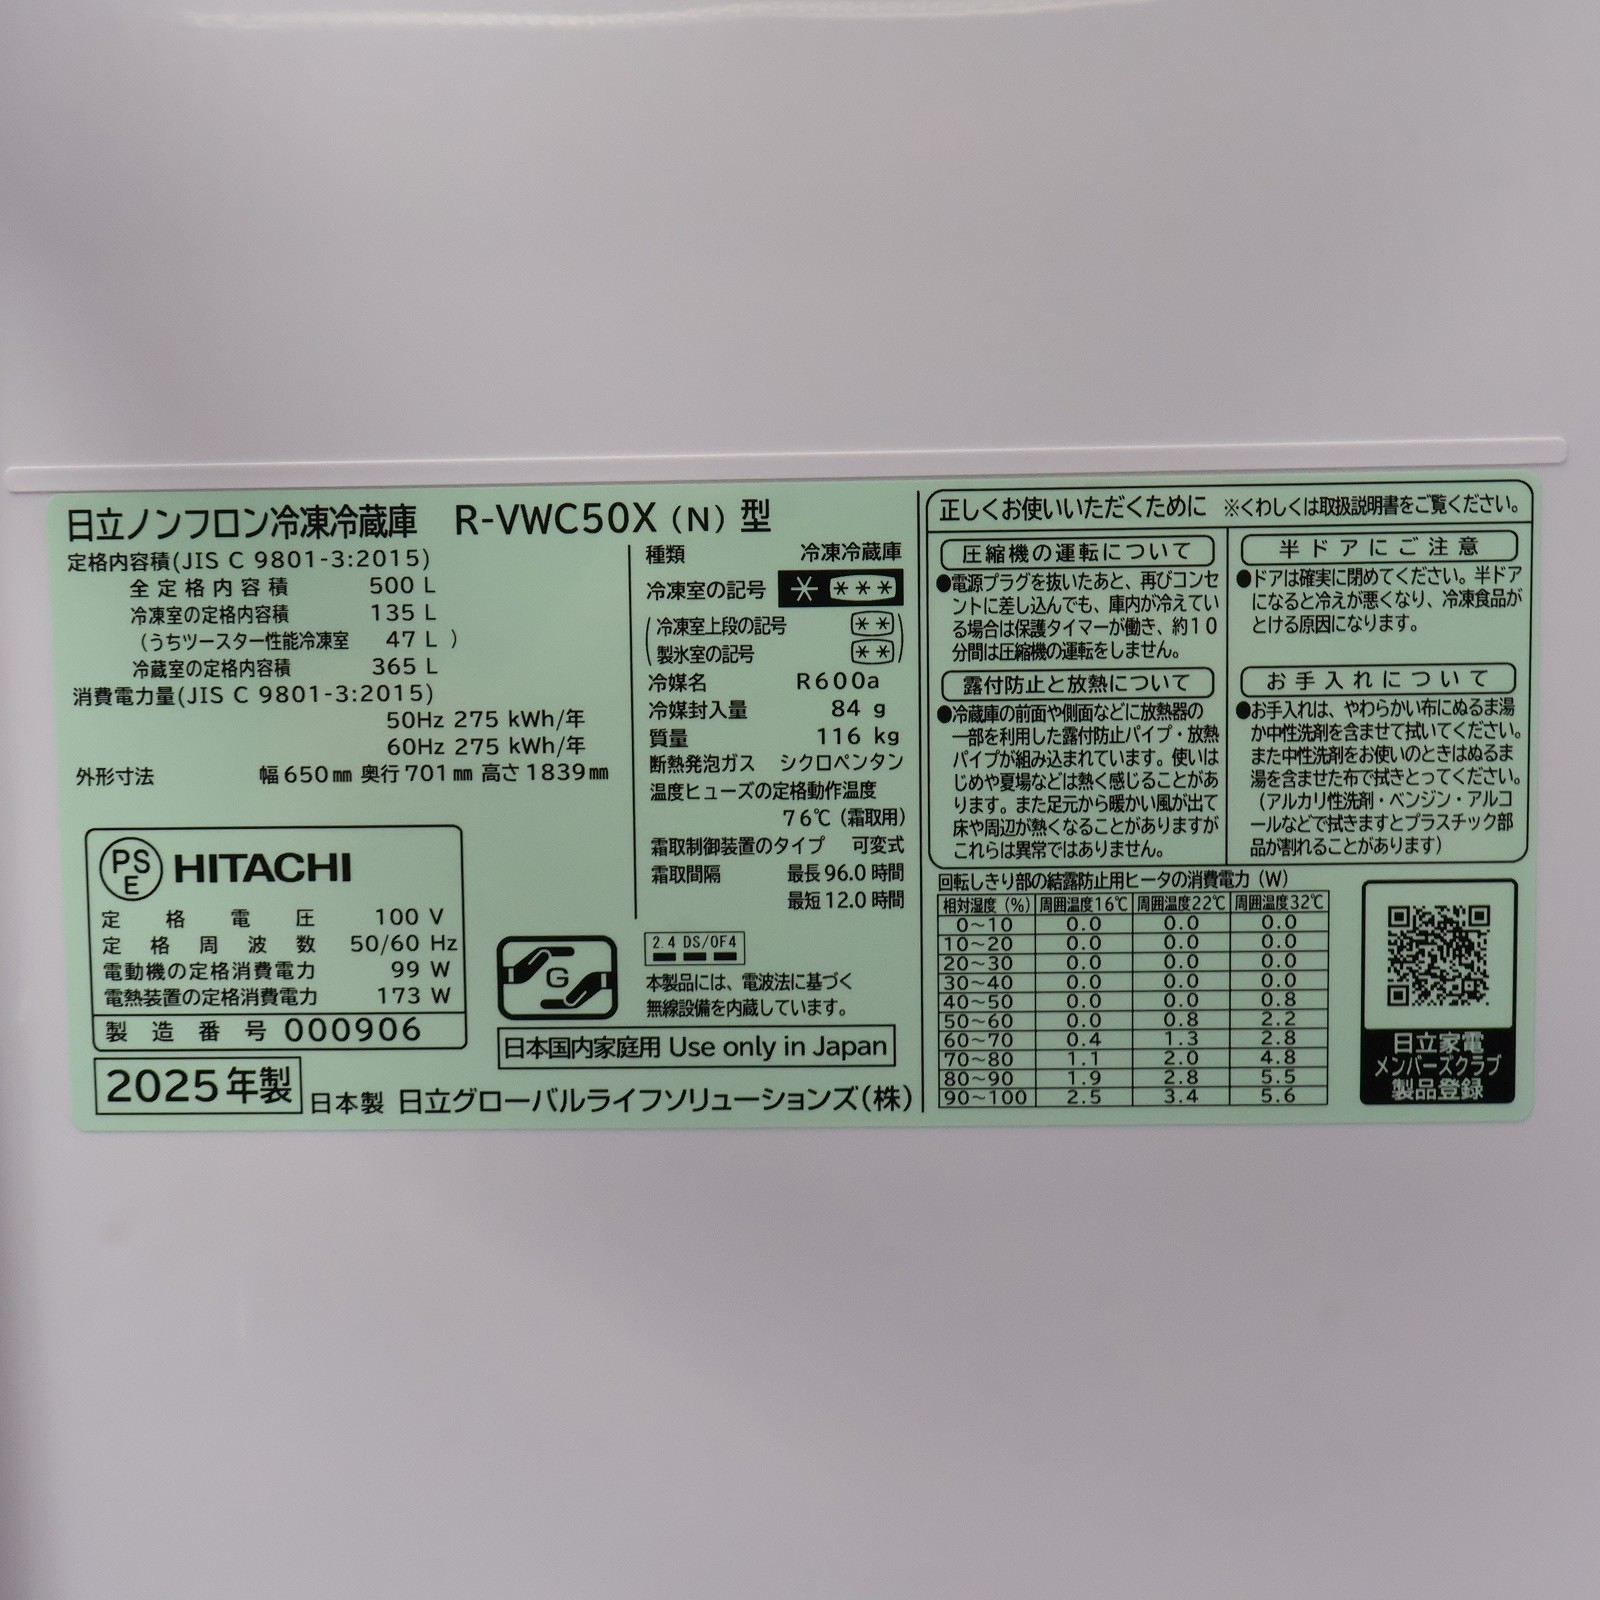 日立ノンフロン冷凍冷蔵庫 R-VWC50X(N)型
定格内容積(JIS C 9801-3:2015)
全定格内容積 500 L
冷凍室の定格内容積 135 L
(うちツースター性能冷凍室 47 L )
冷蔵室の定格内容積 365 L
消費電力量(JIS C 9801-3:2015)
50Hz 275 kWh/年
60Hz 275 kWh/年
外形寸法 幅650㎜ 奥行701㎜ 高さ1839㎜
PS
E
HITACHI
定格電圧 100 V
定格周波数 50/60 Hz
電動機の定格消費電力 99 W
電熱装置の定格消費電力 173 W
製造番号 000906
2025年製
日本製 日立グローバルライフソリューションズ(株)
種類 冷凍冷蔵庫
冷凍室の記号 * ***
(冷凍室上段の記号 **
製氷室の記号 **)
冷媒名 R600a
冷媒封入量 84 g
質量 116 kg
断熱発泡ガス シクロペンタン
温度ヒューズの定格動作温度
76℃(霜取用)
霜取制御装置のタイプ 可変式
霜取間隔 最長96.0時間
最短12.0時間
G
2.4 DS/OF4
本製品には、電波法に基づく
無線設備を内蔵しています。
日本国内家庭用 Use only in Japan
正しくお使いいただくために ※くわしくは取扱説明書をご覧ください。
圧縮機の運転について
●電源プラグを抜いたあと、再びコンセ
ントに差し込んでも、庫内が冷えてい
る場合は保護タイマーが働き、約10
分間は圧縮機の運転をしません。
露付防止と放熱について
●冷蔵庫の前面や側面などに放熱器の
一部を利用した露付防止パイプ・放熱
パイプが組み込まれています。使いは
じめや夏場などは熱く感じることがあ
ります。また足元から暖かい風が出て
床や周辺が熱くなることがありますが
これらは異常ではありません。
半ドアにご注意
●ドアは確実に閉めてください。半ドア
になると冷えが悪くなり、冷凍食品が
とける原因になります。
お手入れについて
●お手入れは、やわらかい布にぬるま湯
か中性洗剤を含ませて拭いてください。
また中性洗剤をお使いのときはぬるま
湯を含ませた布で拭きとってください。
(アルカリ性洗剤・ベンジン・アルコ
ールなどで拭きますとプラスチック部
品が割れることがあります)
回転しきり部の結露防止用ヒータの消費電力(W)
相対湿度(%) 周囲温度16℃ 周囲温度22℃ 周囲温度32℃
0~10 0.0 0.0 0.0
10~20 0.0 0.0 0.0
20~30 0.0 0.0 0.0
30~40 0.0 0.0 0.0
40~50 0.0 0.0 0.8
50~60 0.0 0.8 2.2
60~70 0.4 1.3 2.8
70~80 1.1 2.0 4.8
80~90 1.9 2.8 5.5
90~100 2.5 3.4 5.6
日立家電
メンバーズクラブ
製品登録